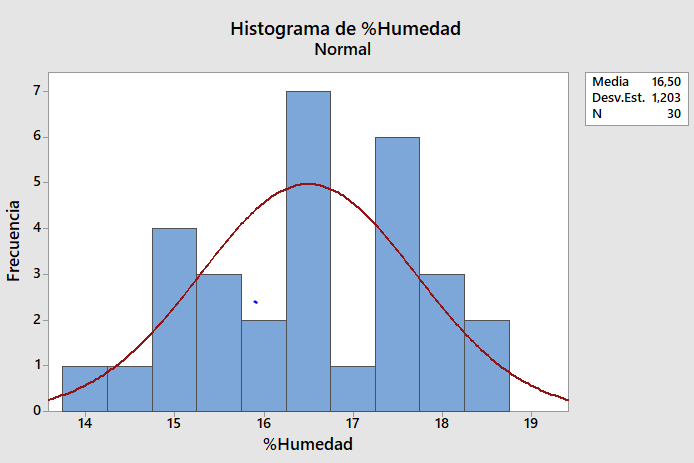 Histograma de %Humedad
Normal
Media 16,50
Desv.Est. 1,203
N 30
Frecuencia
7
6
5
4
3
2
1
0
14 15 16 17 18 19
%Humedad